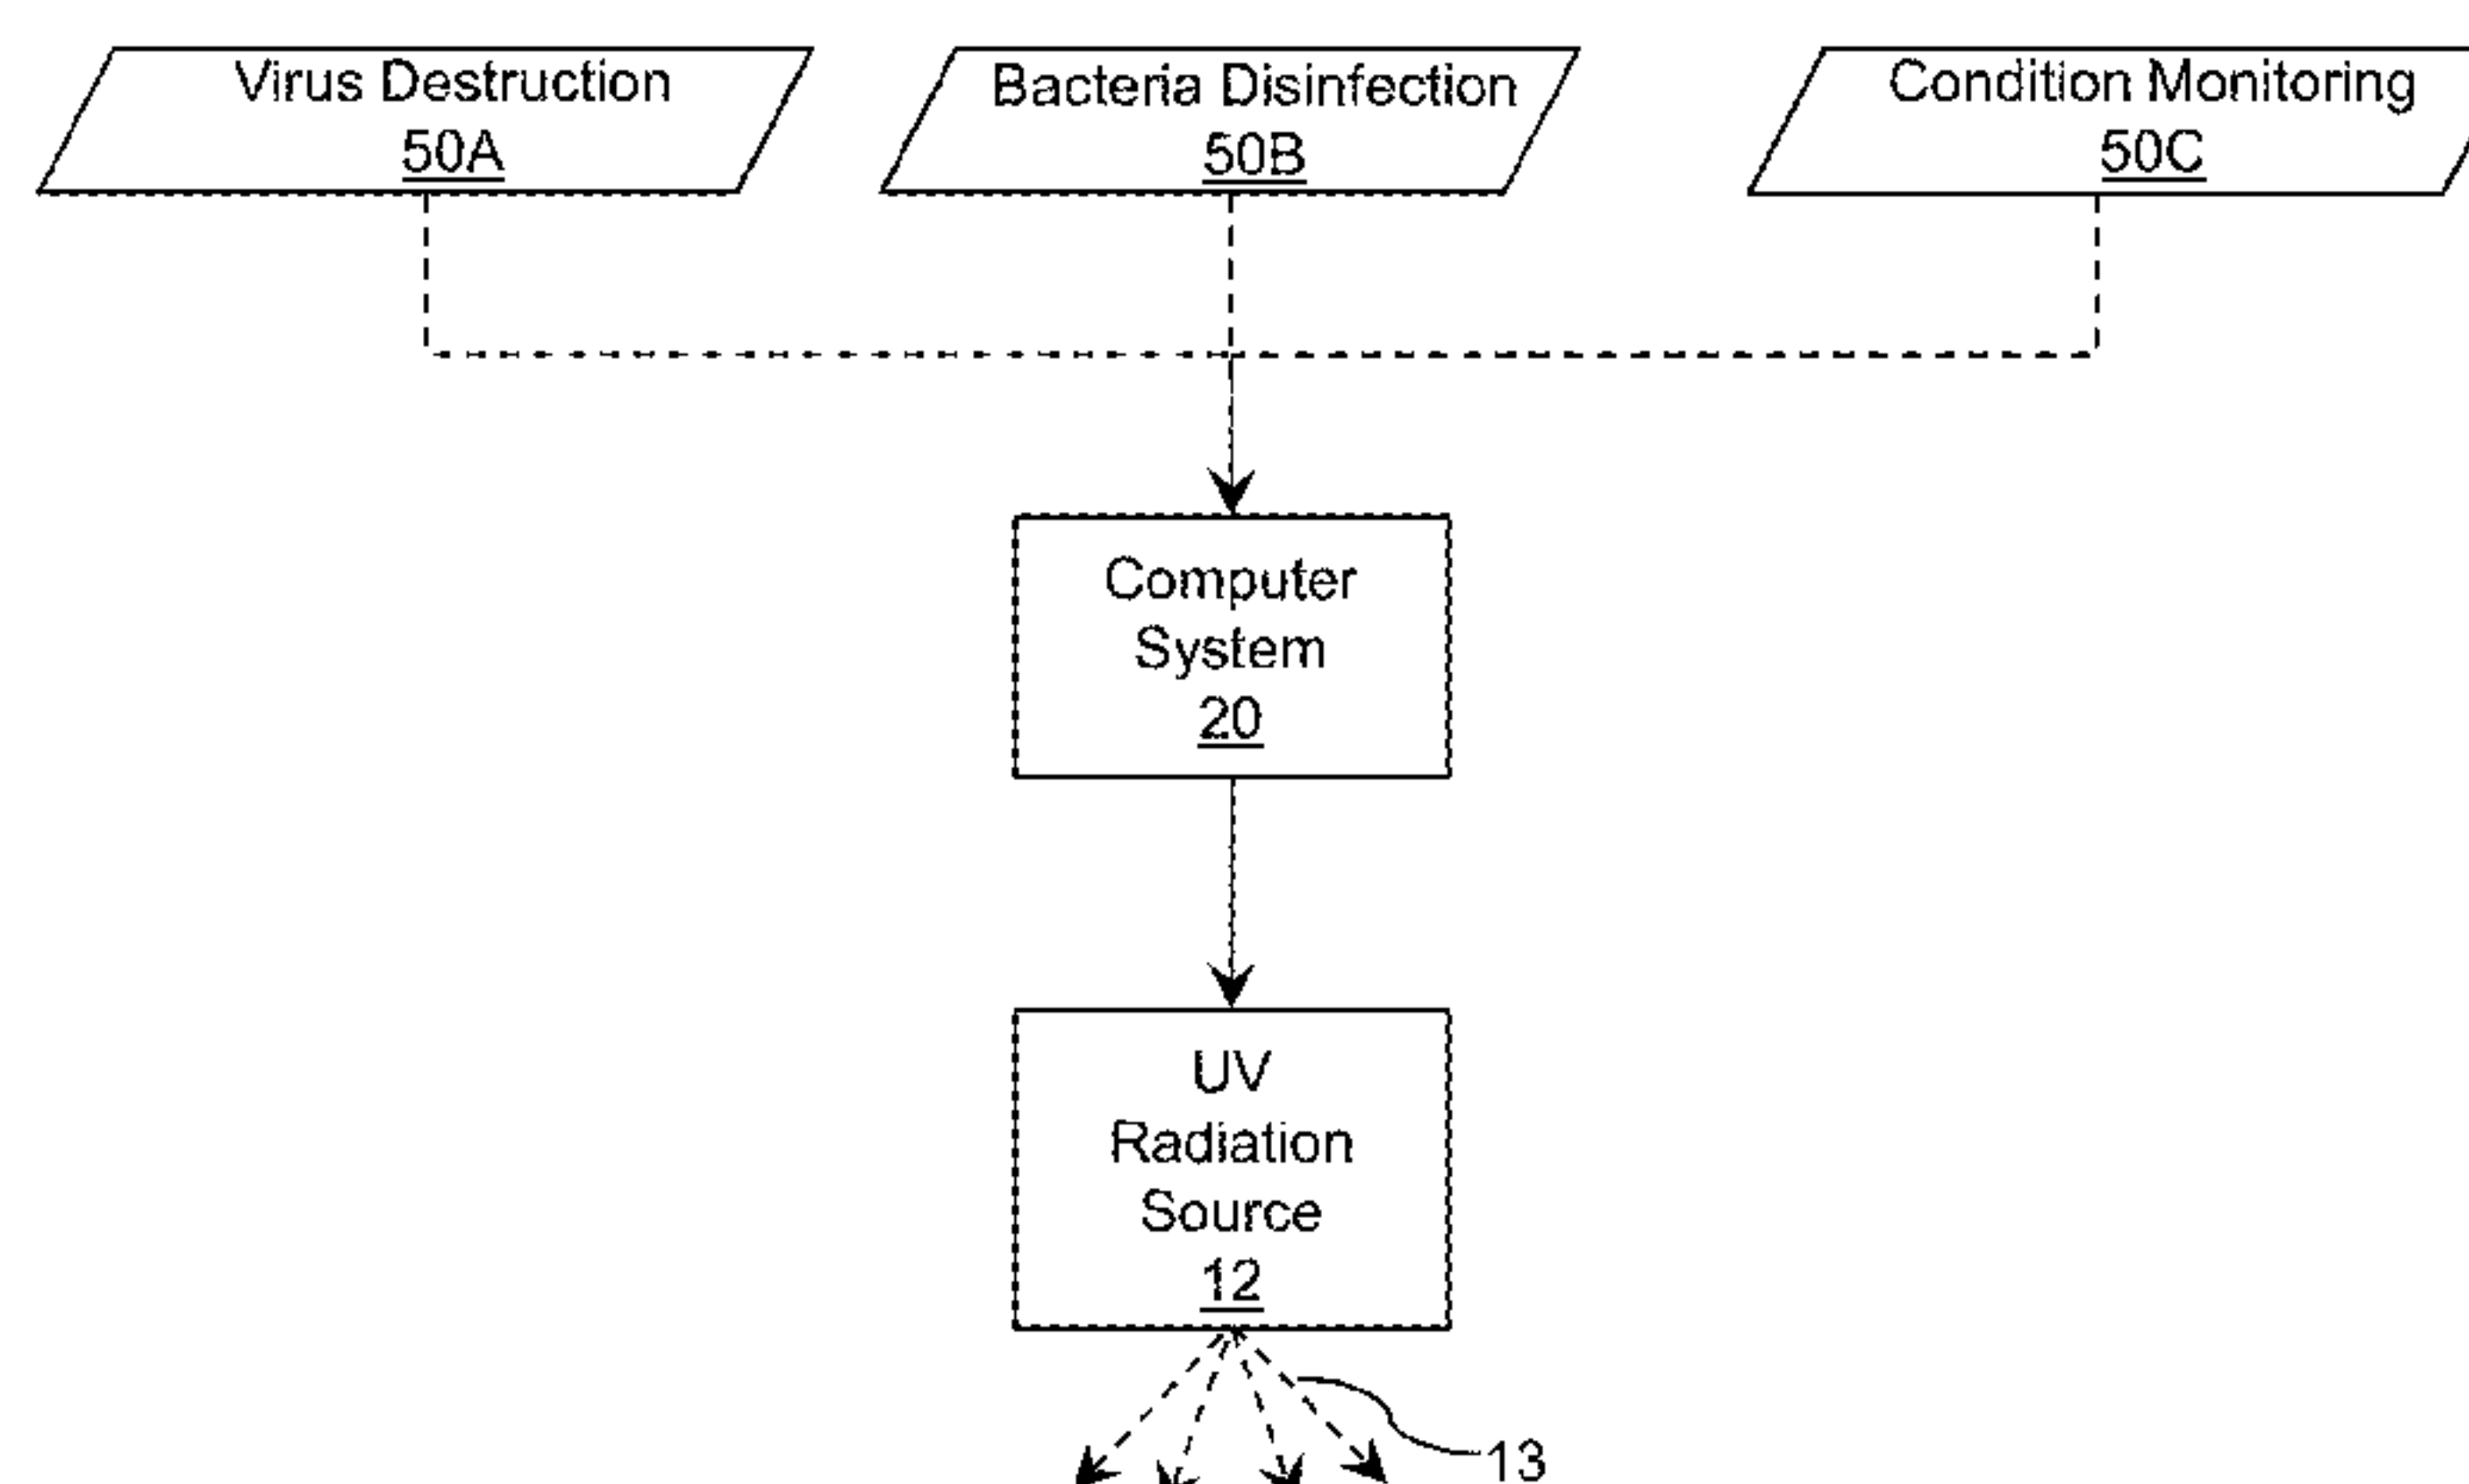 Virus Destruction
50A
Bacteria Disinfection
50B
Condition Monitoring
50C
Computer
System
20
UV
Radiation
Source
12
13